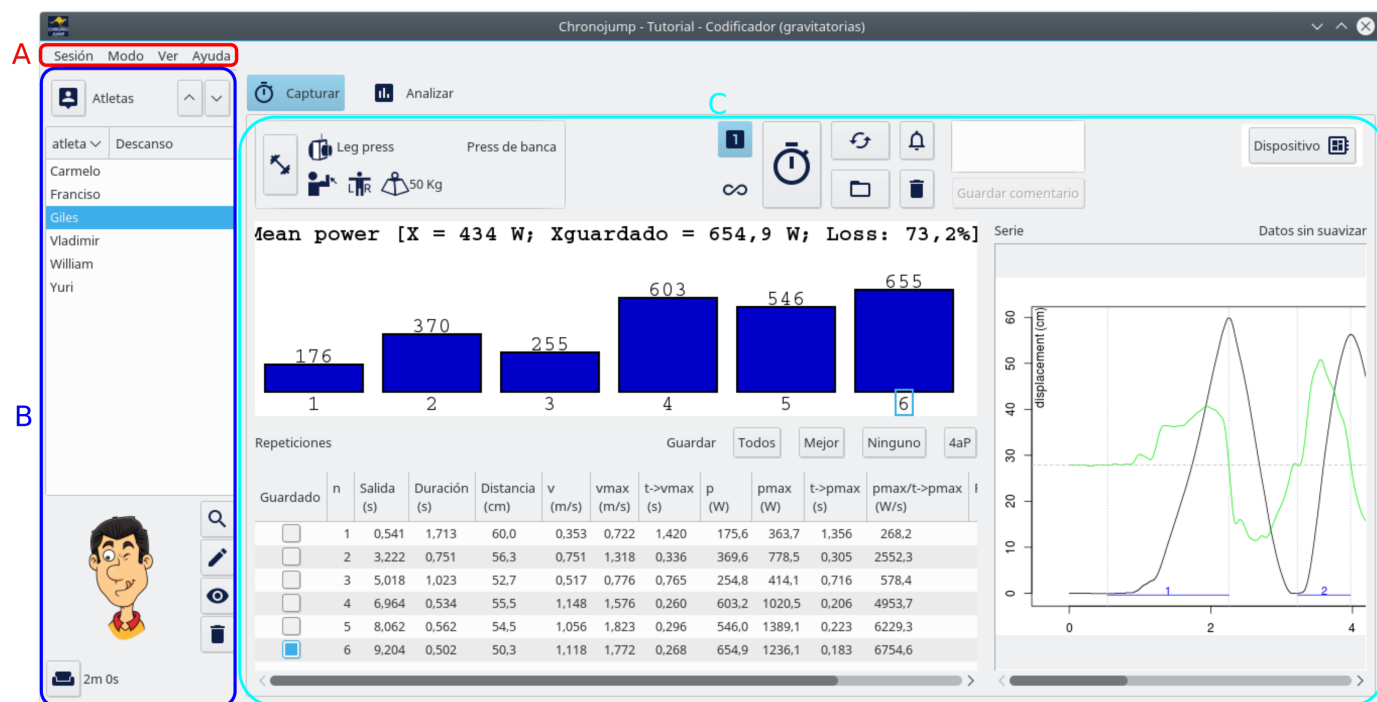 CHRONOJUMP
Chronojump - Tutorial - Codificador (gravitatorias)
A
Sesión Modo Ver Ayuda
Atletas
Capturar
Analizar
C
atleta Descanso
Carmelo
Franciso
Giles
Vladimir
William
Yuri
B
2m 0s
Leg press Press de banca
L R 50 Kg
1
Guardar comentario
Dispositivo
Mean power [X = 434 W; Xguardado = 654,9 W; Loss: 73,2%]
176 370 255 603 546 655
1 2 3 4 5 6
Serie Datos sin suavizar
displacement (cm)
60
50
40
30
20
10
0
1 2
0 2 4
Repeticiones Guardar Todos Mejor Ninguno 4aP
Guardado n Salida (s) Duración (s) Distancia (cm) v (m/s) vmax (m/s) t->vmax (s) p (W) pmax (W) t->pmax (s) pmax/t->pmax (W/s)
1 0,541 1,713 60,0 0,353 0,722 1,420 175,6 363,7 1,356 268,2
2 3,222 0,751 56,3 0,751 1,318 0,336 369,6 778,5 0,305 2552,3
3 5,018 1,023 52,7 0,517 0,776 0,765 254,8 414,1 0,716 578,4
4 6,964 0,534 55,5 1,148 1,576 0,260 603,2 1020,5 0,206 4953,7
5 8,062 0,562 54,5 1,056 1,823 0,296 546,0 1389,1 0,223 6229,3
6 9,204 0,502 50,3 1,118 1,772 0,268 654,9 1236,1 0,183 6754,6